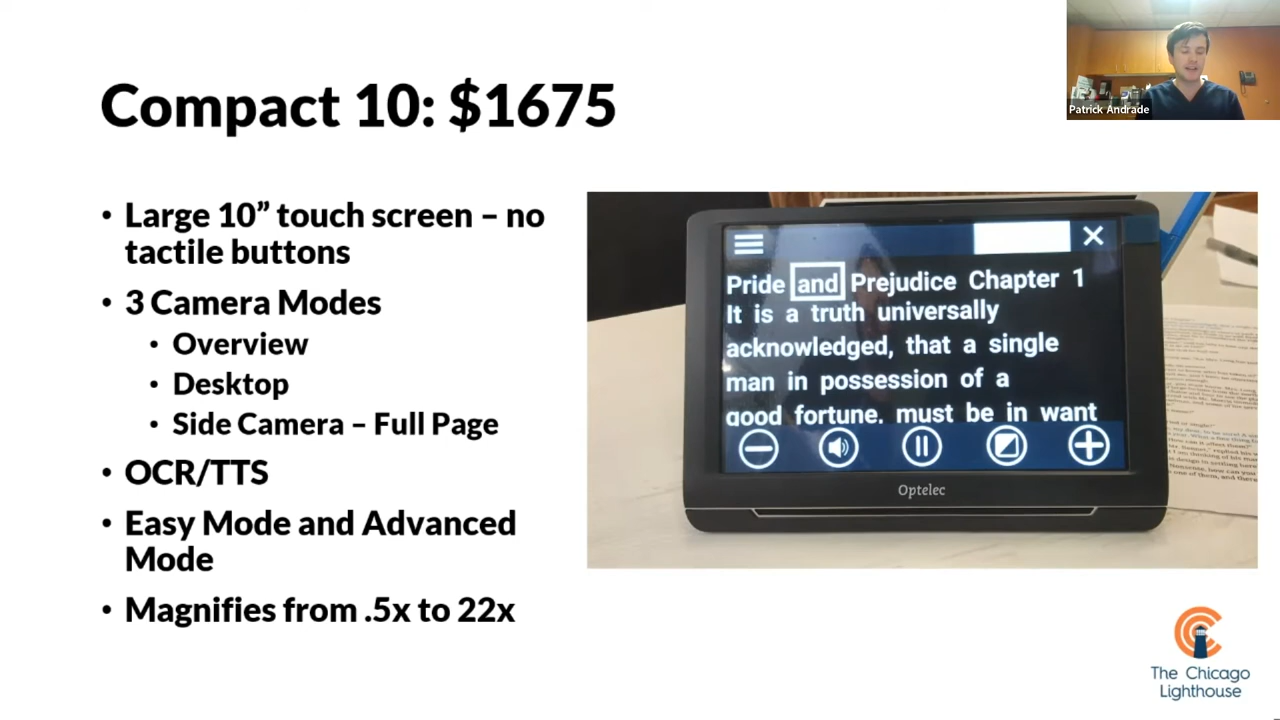 Compact 10: $1675
Patrick Andrade
• Large 10” touch screen – no
tactile buttons
• 3 Camera Modes
• Overview
• Desktop
• Side Camera – Full Page
• OCR/TTS
• Easy Mode and Advanced
Mode
• Magnifies from .5x to 22x
Pride and Prejudice Chapter 1
It is a truth universally
acknowledged, that a single
man in possession of a
good fortune, must be in want
Optelec
The Chicago
Lighthouse